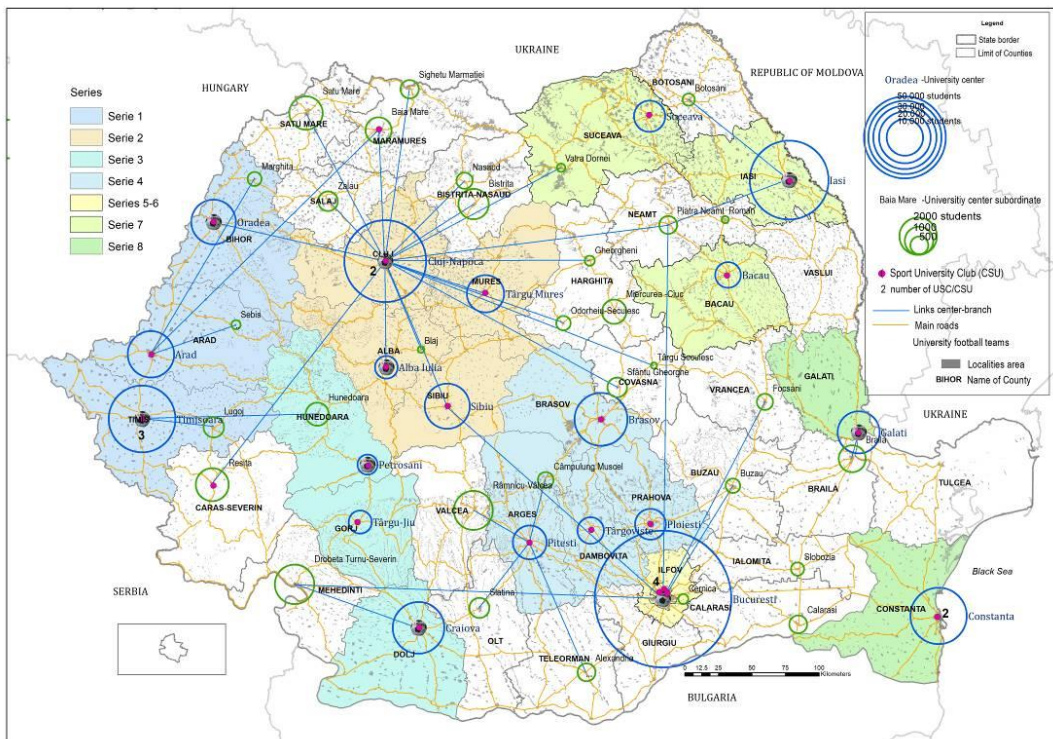 HUNGARY
UKRAINE
REPUBLIC OF MOLDOVA
Series
Serie 1
Serie 2
Serie 3
Serie 4
Series 5-6
Serie 7
Serie 8
Legend
State border
Limit of Counties
Oradea -University center
50 000 students
20 000
10 000 students
Baia Mare -Universitiy center subordinate
2000 students
1000
500
Sport University Club (CSU)
2 number of USC/CSU
Links center-branch
Main roads
University football teams
Localities area
BIHOR Name of County
Sighetu Marmatiei
Satu Mare
SATU MARE
Baia Mare
MARAMURES
BOTOSANI
Botosani
SUCEAVA
Suceava
Marghita
Zalau
SALAJ
Nasaud
Bistrita
BISTRITA-NASAUD
Vatra Dornei
IASI
Iasi
Oradea
BIHOR
CLUJ
Cluj-Napoca
2
NEAMT
Piatra Neamt
Roman
Gheorgheni
HARGHITA
MURES
Târgu Mures
Bacau
BACAU
VASLUI
Miercurea -Ciuc
Odorheiu-Secuiesc
Sebis
ARAD
Arad
Blaj
ALBA
Alba Iulia
Târgu Secuiesc
Sfântu Gheorghe
COVASNA
VRANCEA
Focsani
GALATI
Galati
UKRAINE
Hunedoara
HUNEDOARA
SIBIU
Sibiu
BRASOV
Brasov
TIMIS
Timisoara
3
Lugoj
Braila
BRAILA
TULCEA
Resita
CARAS-SEVERIN
Petrosani
Câmpulung Muscel
Râmnicu-Vâlcea
VALCEA
ARGES
BUZAU
Buzau
PRAHOVA
Ploiesti
GORJ
Târgu-Jiu
Pitesti
Târgoviste
DAMBOVITA
Drobeta Turnu-Severin
MEHEDINTI
ILFOV
4
Cernica
Bucuresti
IALOMITA
Slobozia
CALARASI
Calarasi
Black Sea
SERBIA
Craiova
DOLJ
Slatina
OLT
GIURGIU
TELEORMAN
Alexandria
CONSTANTA
2
Constanta
0 12.5 25 50 75 100
Kilometers
BULGARIA